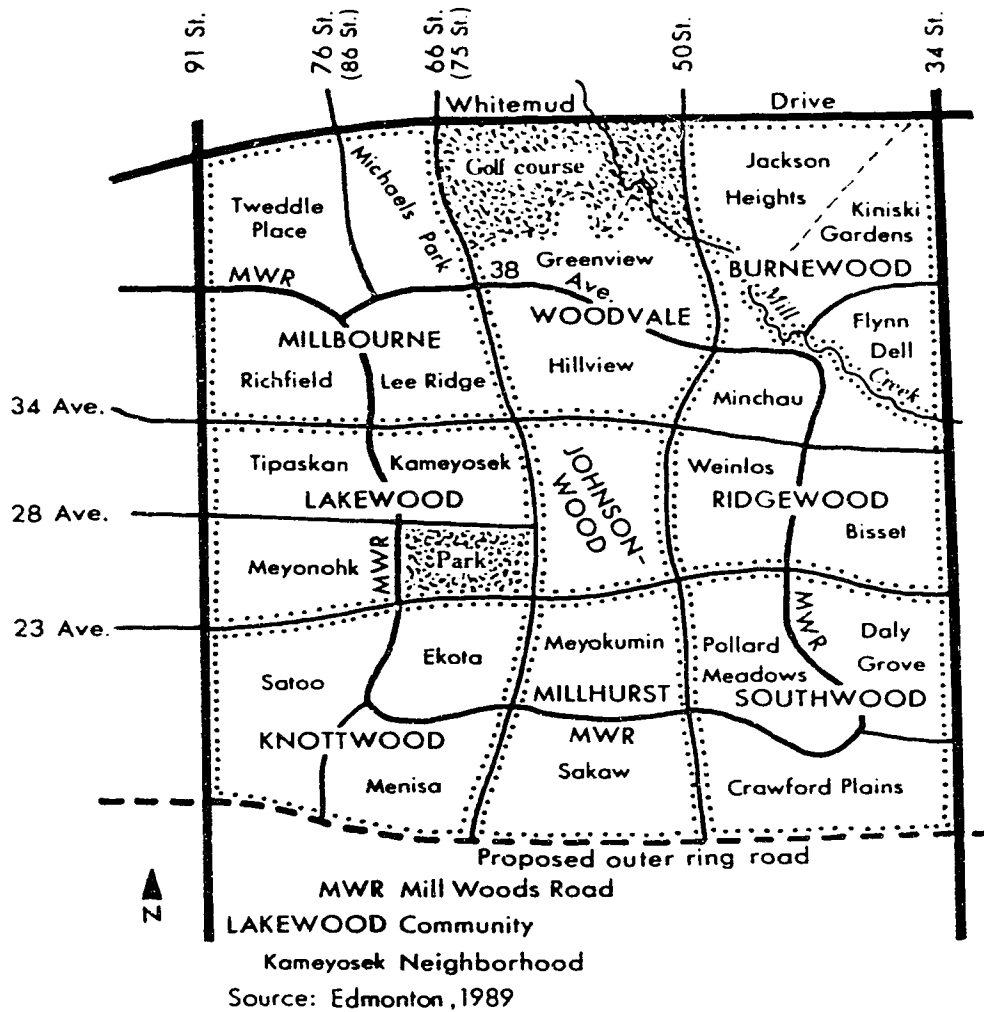 91 St.
76 St.
(86 St.)
66 St.
(75 St.)
50 St.
34 St.
Whitemud Drive
Golf course
Jackson
Heights
Michaels Park
Tweddle
Place
Kiniski
Gardens
Greenview
MWR
38 Ave.
BURNEWOOD
WOODVALE
Mill Creek
Flynn
Dell
MILLBOURNE
Hillview
Richfield
Lee Ridge
Minchau
34 Ave.
Tipaskan
Kameyosek
JOHNSON-
WOOD
Weinlos
LAKEWOOD
RIDGEWOOD
28 Ave.
Bisset
Meyonohk
MWR
Park
23 Ave.
MWR
Ekota
Meyokumin
Pollard
Meadows
Daly
Grove
Satoo
MILLHURST
SOUTHWOOD
KNOTTWOOD
MWR
Menisa
Sakaw
Crawford Plains
Proposed outer ring road
N
MWR Mill Woods Road
LAKEWOOD Community
Kameyosek Neighborhood
Source: Edmonton, 1989